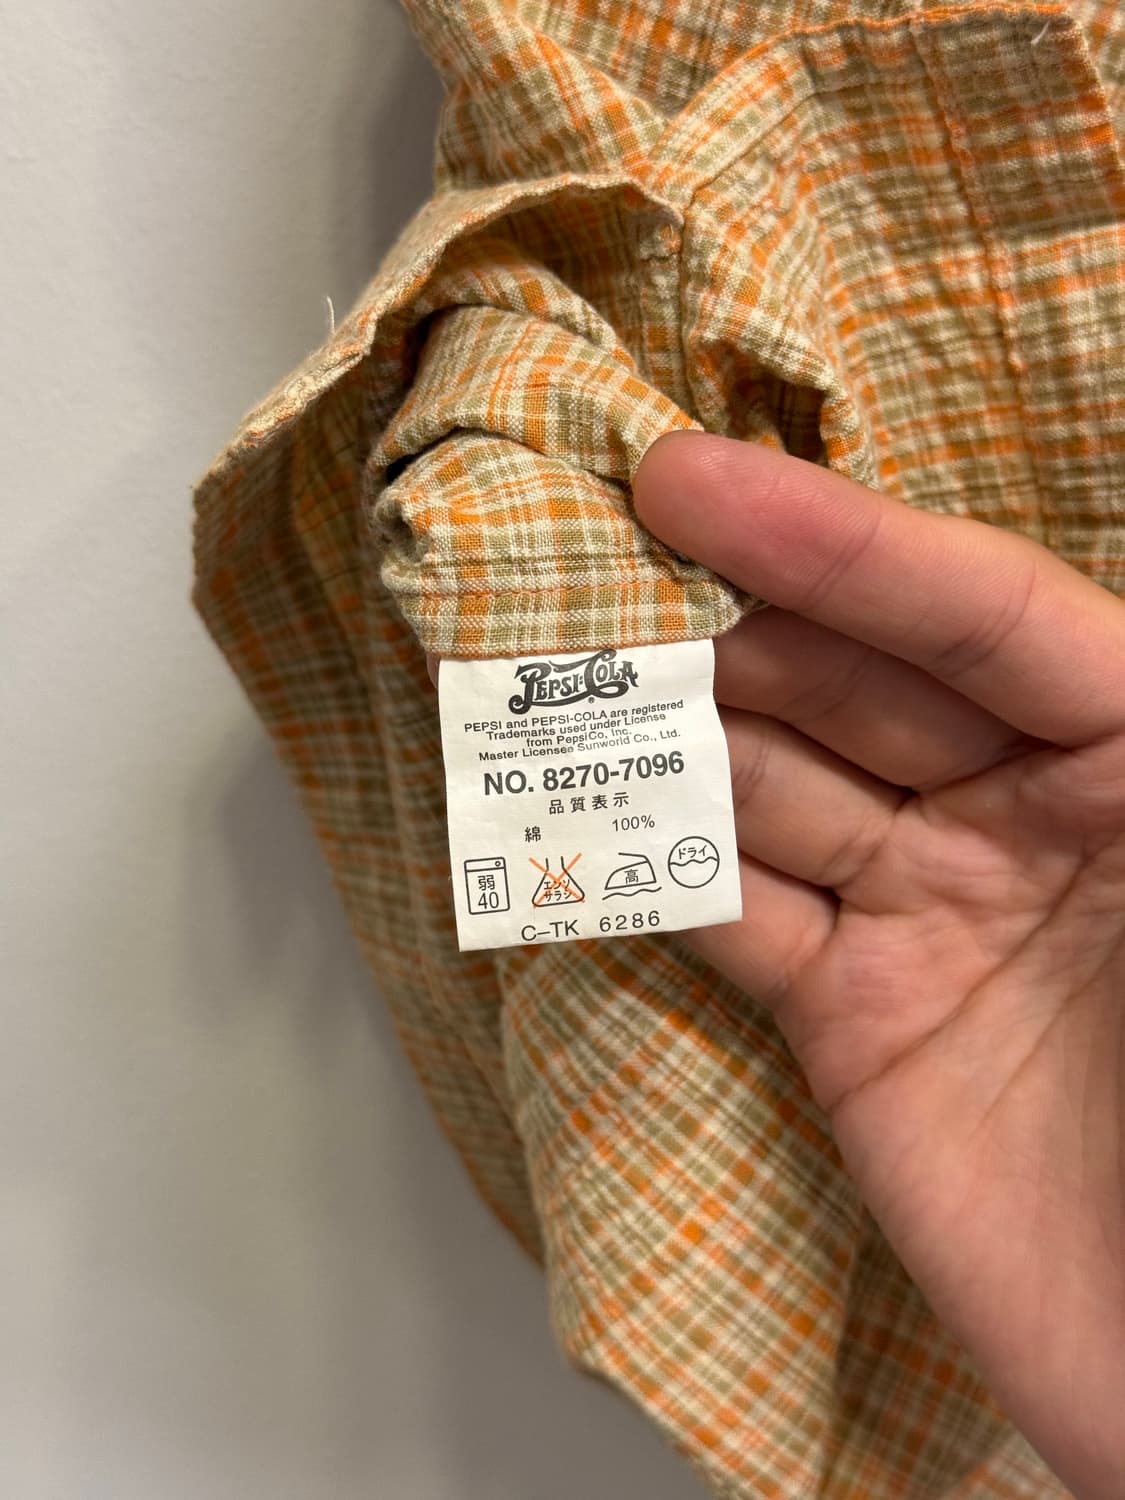 PEPSI-COLA
®
PEPSI and PEPSI-COLA are registered
Trademarks used under License
from PepsiCo, Inc.
Master Licensee Sunworld Co., Ltd.
NO. 8270-7096
品質表示
綿 100%
弱
40
エンソ
サラシ
高
ドライ
C-TK 6286